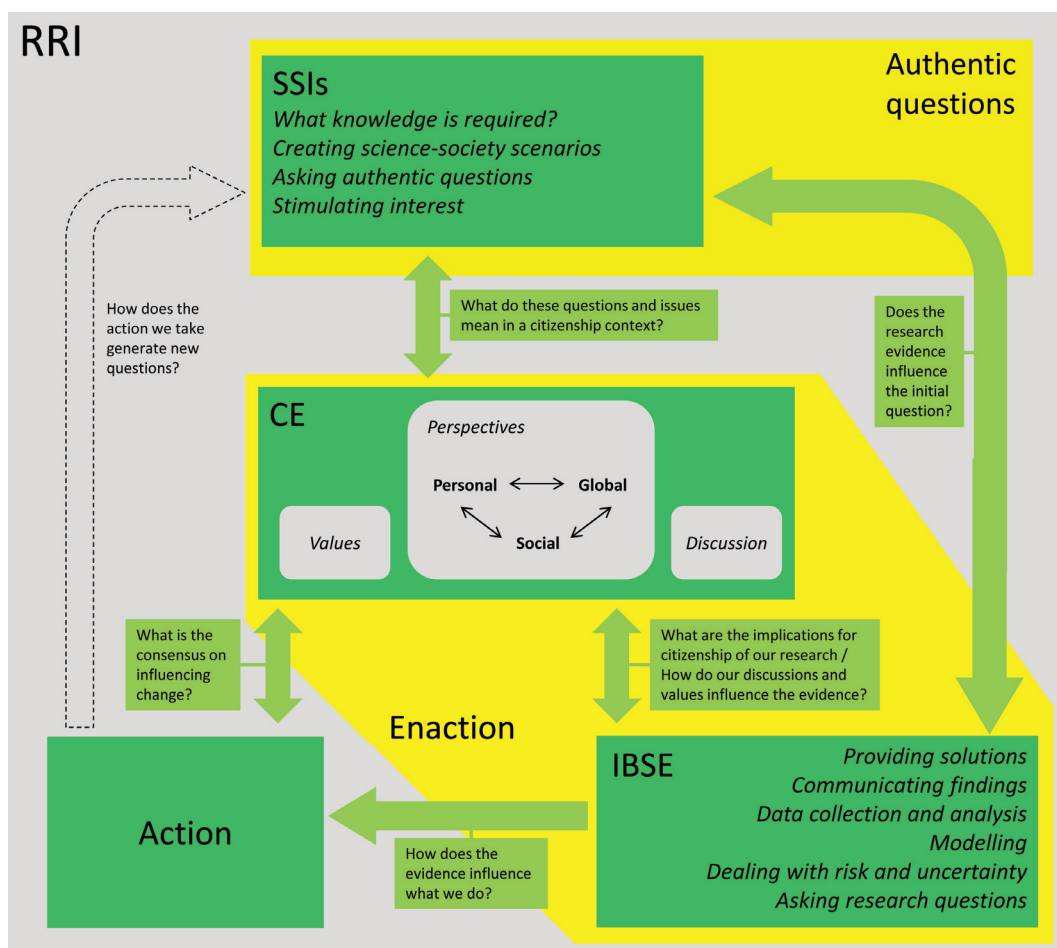 RRI
SSIs
What knowledge is required?
Creating science-society scenarios
Asking authentic questions
Stimulating interest
Authentic
questions
How does the
action we take
generate new
questions?
What do these questions and issues
mean in a citizenship context?
Does the
research
evidence
influence
the initial
question?
CE
Perspectives
Personal
Global
Social
Values
Discussion
What is the
consensus on
influencing
change?
What are the implications for
citizenship of our research /
How do our discussions and
values influence the evidence?
Enaction
Action
How does the
evidence influence
what we do?
IBSE
Providing solutions
Communicating findings
Data collection and analysis
Modelling
Dealing with risk and uncertainty
Asking research questions